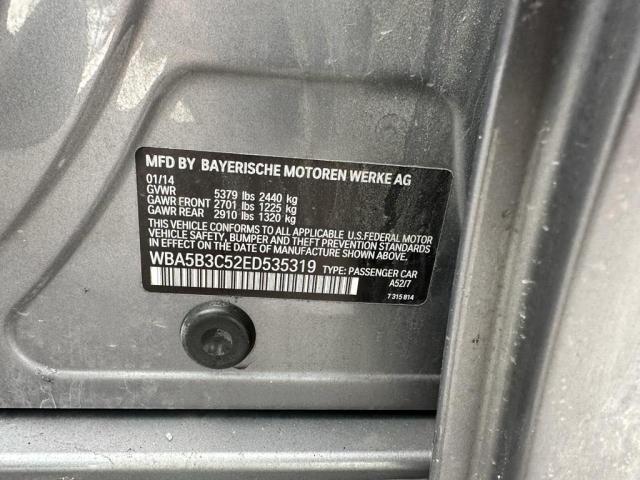 MFD BY BAYERISCHE MOTOREN WERKE AG
01/14
GVWR 5379 lbs 2440 kg
GAWR FRONT 2701 lbs 1225 kg
GAWR REAR 2910 lbs 1320 kg
THIS VEHICLE CONFORMS TO ALL APPLICABLE U.S.FEDERAL MOTOR
VEHICLE SAFETY, BUMPER AND THEFT PREVENTION STANDARDS
IN EFFECT ON THE DATE OF MANUFACTURE SHOWN ABOVE.
WBA5B3C52ED535319 TYPE: PASSENGER CAR
A52/7
7 315 814